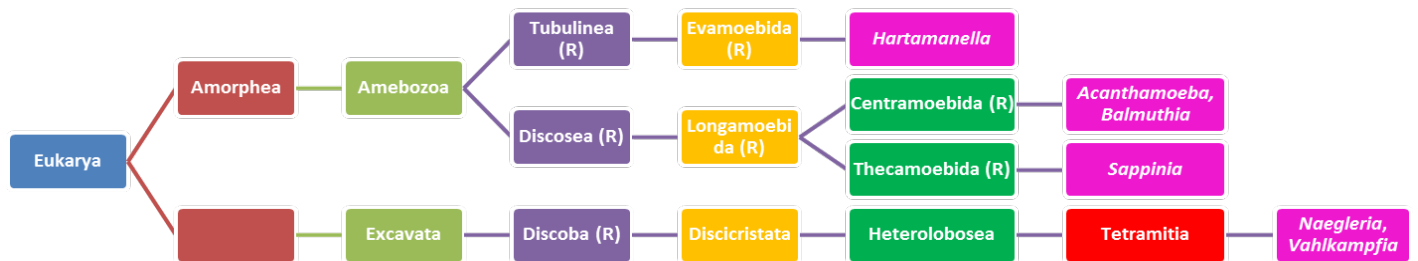 Tubulinea
(R)
Evamoebida
(R)
Hartamanella
Amorphea
Amebozoa
Centramoebida (R)
Acanthamoeba,
Balmuthia
Discosea (R)
Longamoebi
da (R)
Eukarya
Thecamoebida (R)
Sappinia
Excavata
Discoba (R)
Discicristata
Heterolobosea
Tetramitia
Naegleria,
Vahlkampfia